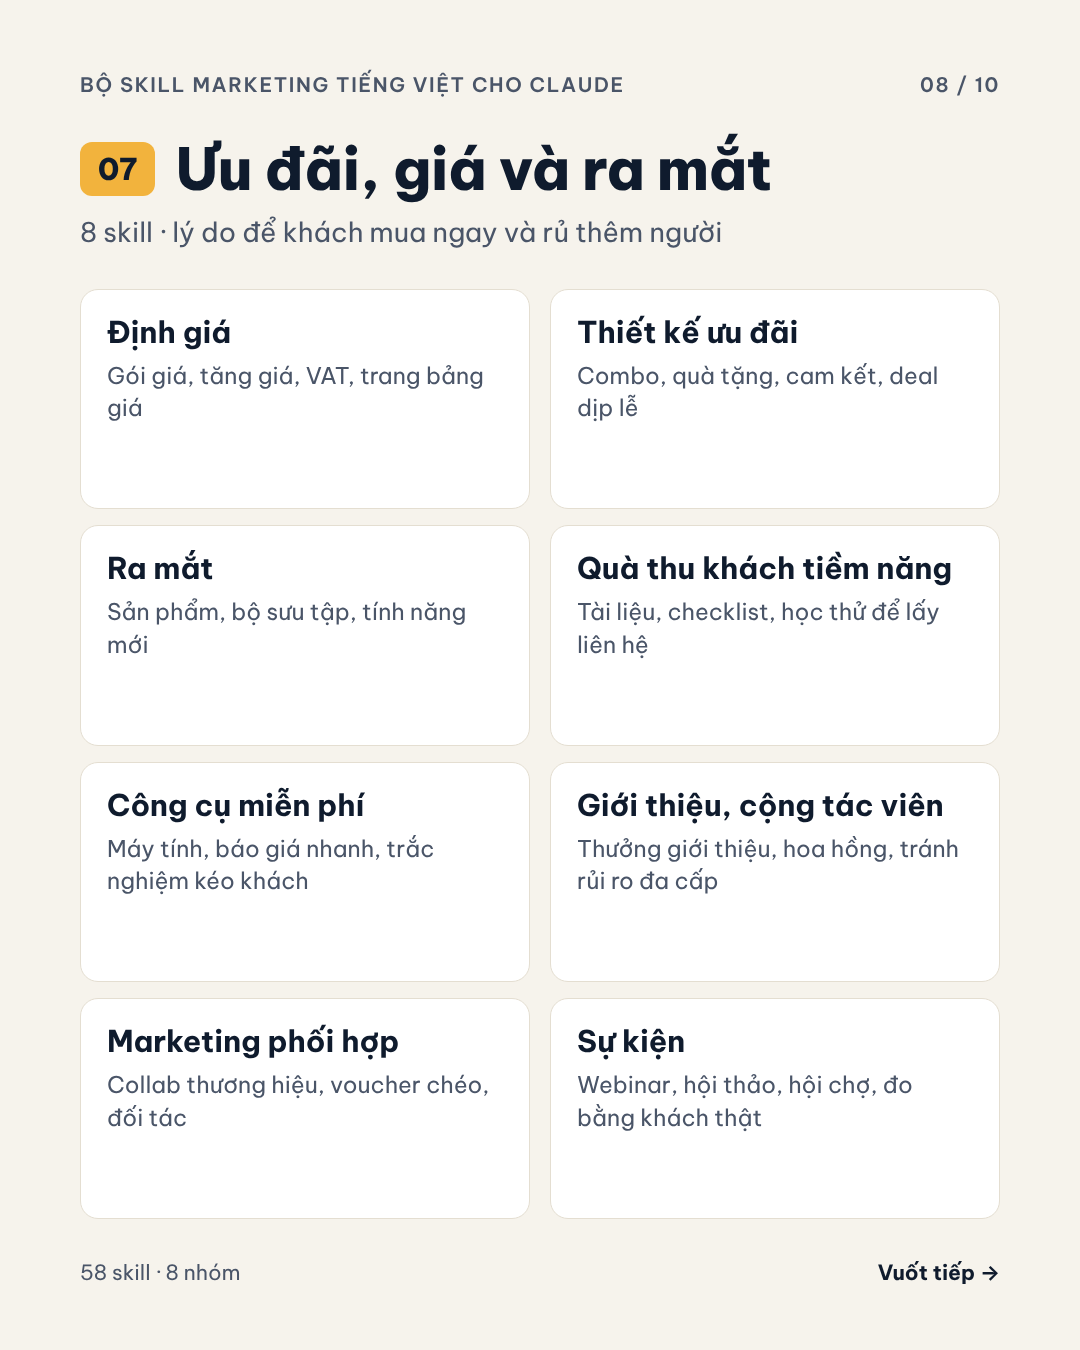 BỘ SKILL MARKETING TIẾNG VIỆT CHO CLAUDE
08 / 10
07
Ưu đãi, giá và ra mắt
8 skill · lý do để khách mua ngay và rủ thêm người
Định giá
Gói giá, tăng giá, VAT, trang bảng
giá
Thiết kế ưu đãi
Combo, quà tặng, cam kết, deal
dịp lễ
Ra mắt
Sản phẩm, bộ sưu tập, tính năng
mới
Quà thu khách tiềm năng
Tài liệu, checklist, học thử để lấy
liên hệ
Công cụ miễn phí
Máy tính, báo giá nhanh, trắc
nghiệm kéo khách
Giới thiệu, cộng tác viên
Thưởng giới thiệu, hoa hồng, tránh
rủi ro đa cấp
Marketing phối hợp
Collab thương hiệu, voucher chéo,
đối tác
Sự kiện
Webinar, hội thảo, hội chợ, đo
bằng khách thật
58 skill · 8 nhóm
Vuốt tiếp →